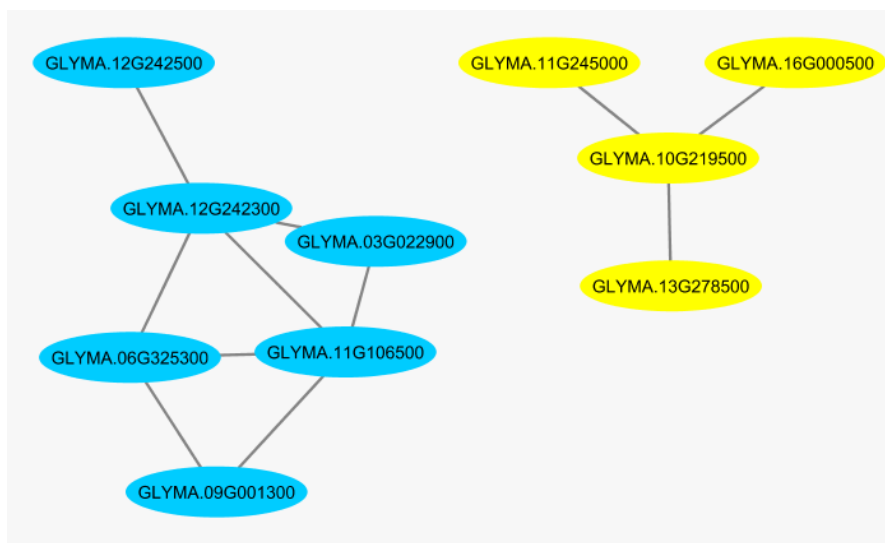 GLYMA.12G242500
GLYMA.11G245000
GLYMA.16G000500
GLYMA.10G219500
GLYMA.12G242300
GLYMA.03G022900
GLYMA.13G278500
GLYMA.06G325300
GLYMA.11G106500
GLYMA.09G001300